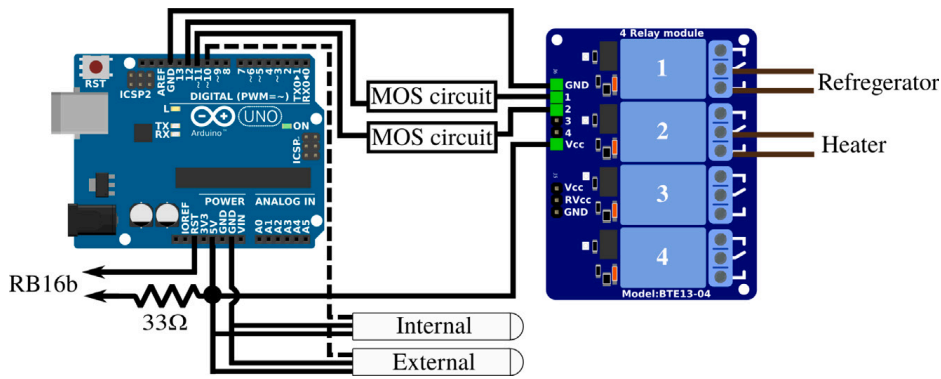 4 Relay module
RST
ICSP2
AREF
GND
13
12
~11
~10
~9
8
7
~6
~5
4
~3
2
TX0▸1
RX0◂0
DIGITAL (PWM=~)
L
TX
RX
Arduino™
UNO
ON
ICSP
POWER
ANALOG IN
IOREF
RST
3V3
5V
GND
GND
VIN
A0
A1
A2
A3
A4
A5
MOS circuit
MOS circuit
GND
1
2
3
4
Vcc
Vcc
RVcc
GND
1
2
3
4
Refregerator
Heater
Model:BTE13-04
RB16b
33Ω
Internal
External